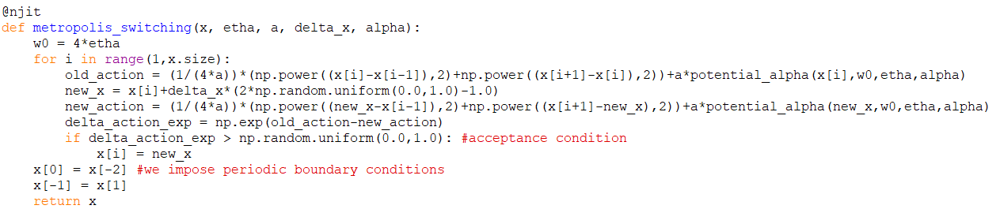 @njit
def metropolis_switching(x, etha, a, delta_x, alpha):
    w0 = 4*etha
    for i in range(1,x.size):
        old_action = (1/(4*a))*(np.power((x[i]-x[i-1]),2)+np.power((x[i+1]-x[i]),2))+a*potential_alpha(x[i],w0,etha,alpha)
        new_x = x[i]+delta_x*(2*np.random.uniform(0.0,1.0)-1.0)
        new_action = (1/(4*a))*(np.power((new_x-x[i-1]),2)+np.power((x[i+1]-new_x),2))+a*potential_alpha(new_x,w0,etha,alpha)
        delta_action_exp = np.exp(old_action-new_action)
        if delta_action_exp > np.random.uniform(0.0,1.0): #acceptance condition
            x[i] = new_x
    x[0] = x[-2] #we impose periodic boundary conditions
    x[-1] = x[1]
    return x